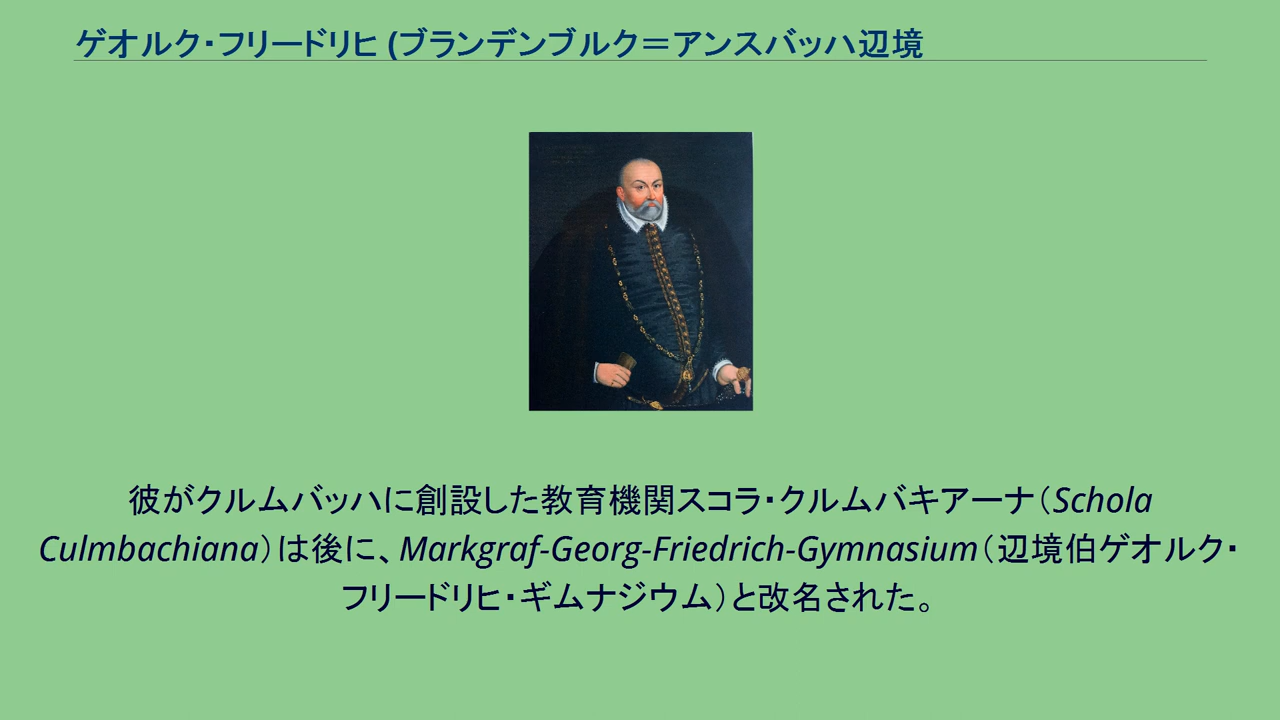 ゲオルク・フリードリヒ (ブランデンブルク＝アンスバッハ辺境
彼がクルムバッハに創設した教育機関スコラ・クルムバキアーナ（Schola
Culmbachiana）は後に、Markgraf-Georg-Friedrich-Gymnasium（辺境伯ゲオルク・
フリードリヒ・ギムナジウム）と改名された。